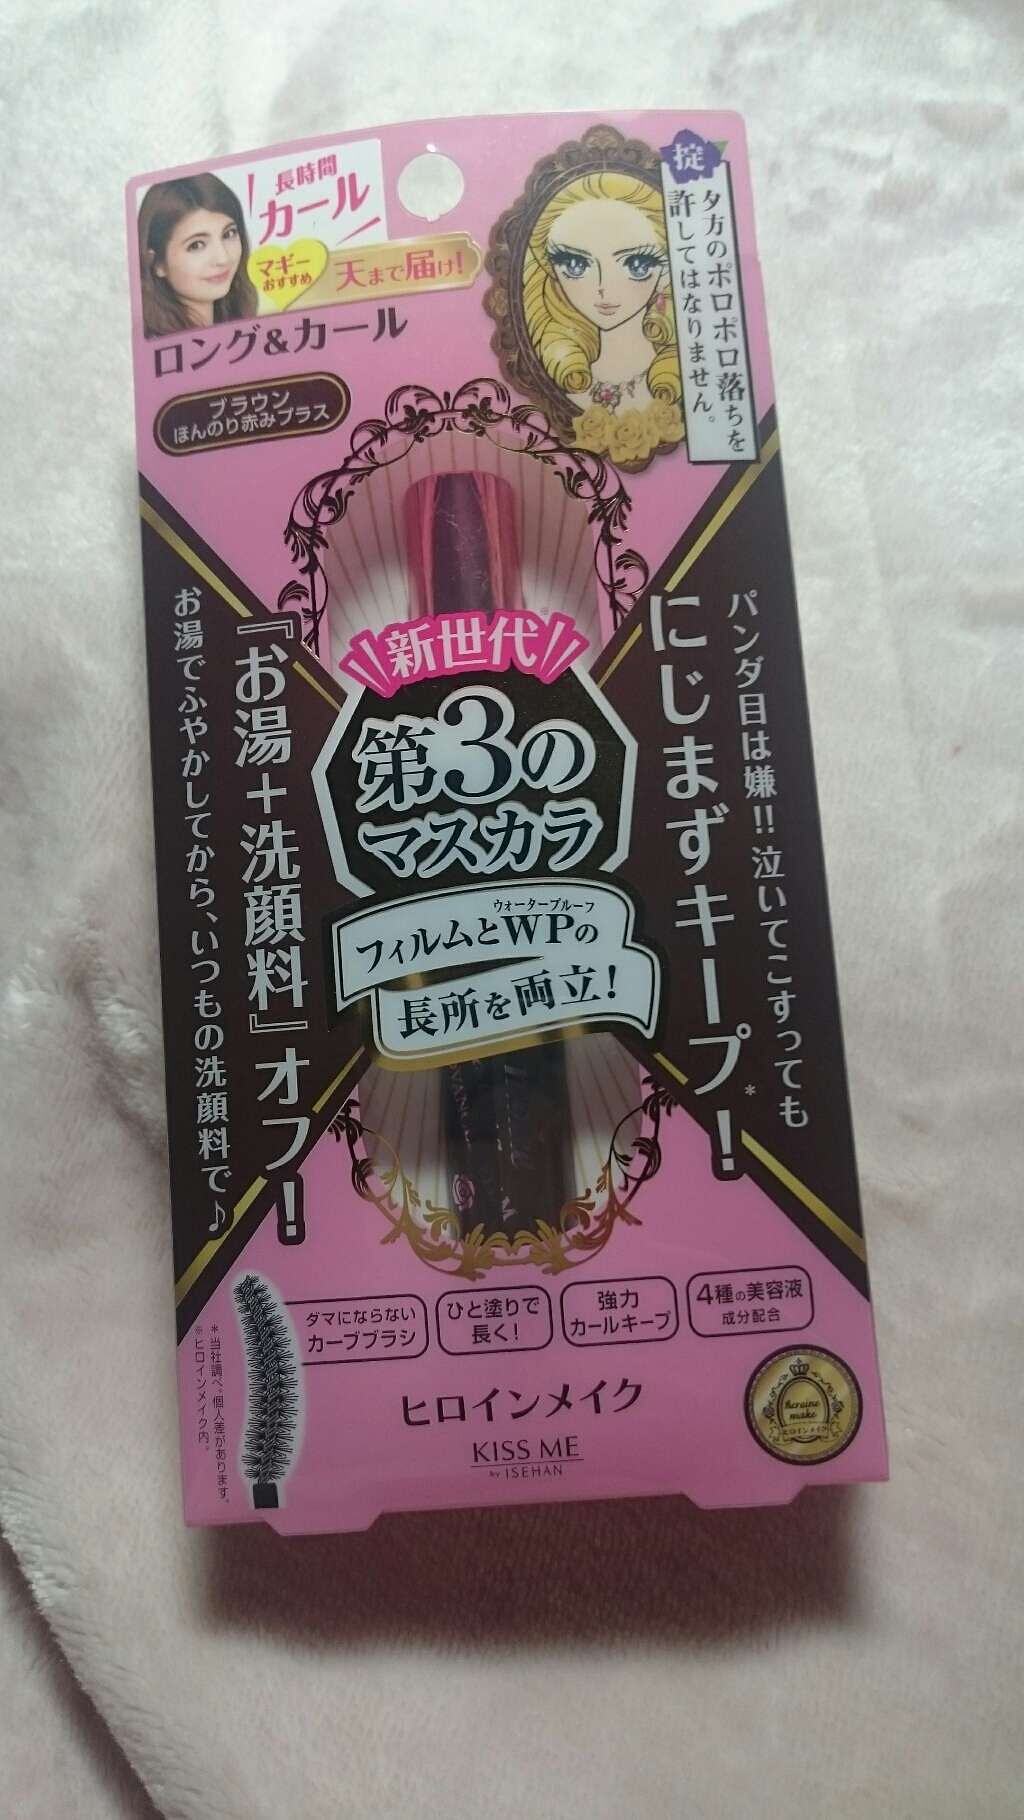 長時間
カール
マギー
おすすめ
天まで届け!
ロング&カール
ブラウン
ほんのり赤みプラス
掟
夕方のポロポロ落ちを
許してはなりません。
パンダ目は嫌!!泣いてこすっても
にじまずキープ*!
新世代※
第3の
マスカラ
ウォータープルーフ
フィルムとWPの
長所を両立!
『お湯+洗顔料』オフ!
お湯でふやかしてから、いつもの洗顔料で♪
ダマにならない
カーブブラシ
ひと塗りで
長く!
強力
カールキープ
4種の美容液
成分配合
*当社調べ。個人差があります。
※ヒロインメイク内。
ヒロインメイク
KISS ME
by ISEHAN
heroine
make
ヒロインメイク